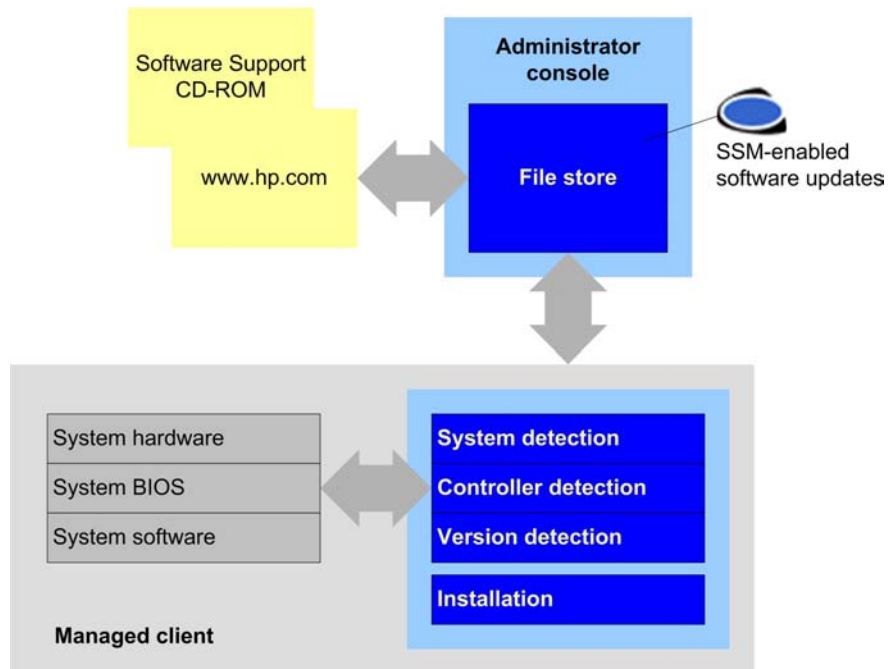 Software Support
CD-ROM
www.hp.com
Administrator
console
File store
SSM-enabled
software updates
System hardware
System BIOS
System software
System detection
Controller detection
Version detection
Installation
Managed client